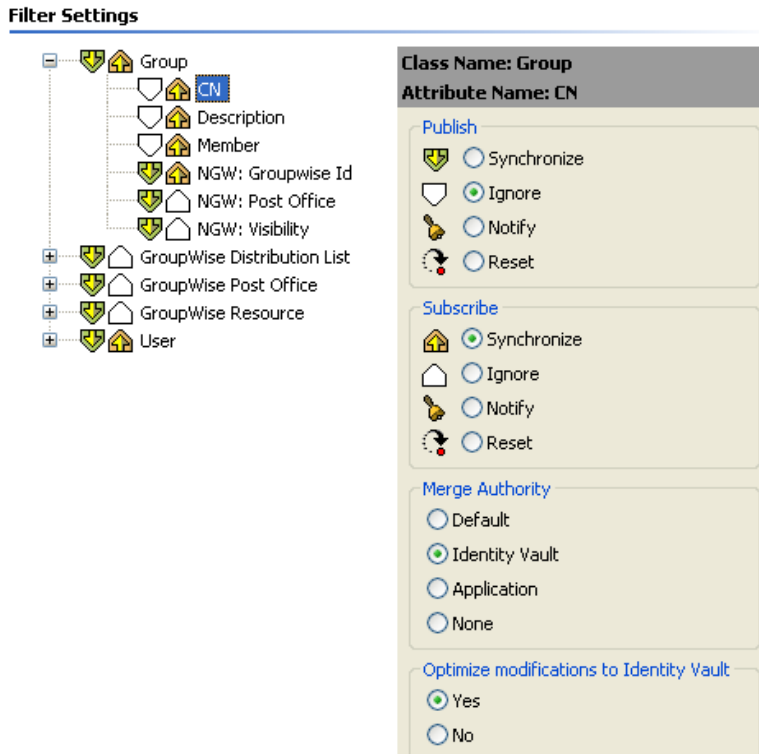 Filter Settings
Group
CN
Description
Member
NGW: Groupwise Id
NGW: Post Office
NGW: Visibility
GroupWise Distribution List
GroupWise Post Office
GroupWise Resource
User
Class Name: Group
Attribute Name: CN
Publish
Synchronize
Ignore
Notify
Reset
Subscribe
Synchronize
Ignore
Notify
Reset
Merge Authority
Default
Identity Vault
Application
None
Optimize modifications to Identity Vault
Yes
No